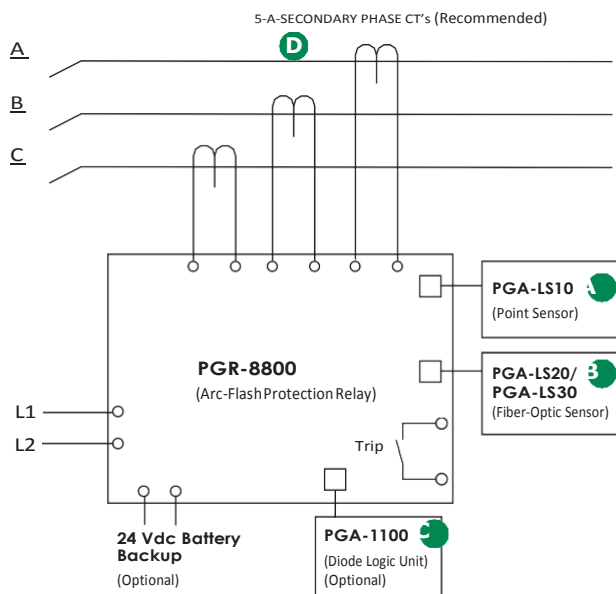 5-A-SECONDARY PHASE CT's (Recommended)
D
A
B
C
PGA-LS10 A
(Point Sensor)
PGR-8800
(Arc-Flash Protection Relay)
PGA-LS20/ B
PGA-LS30
(Fiber-Optic Sensor)
L1
L2
Trip
24 Vdc Battery
Backup
(Optional)
PGA-1100 C
(Diode Logic Unit)
(Optional)